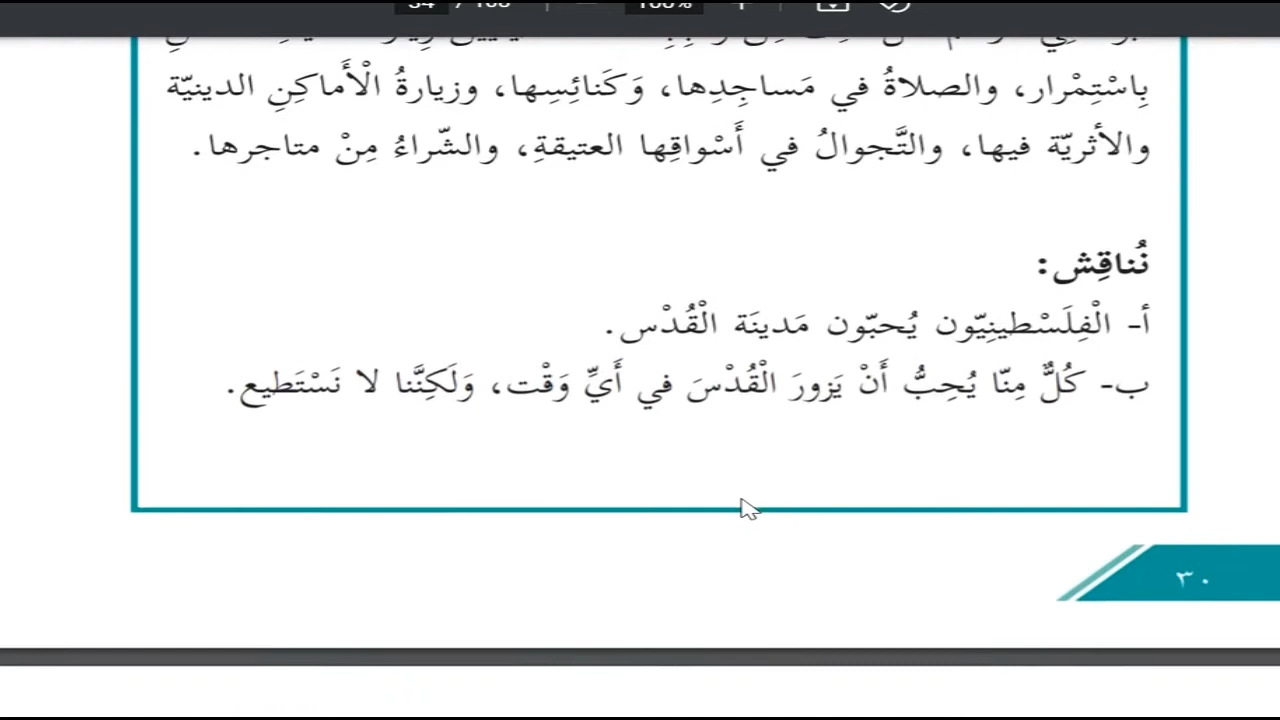 بِاسْتِمْرار، والصلاةُ في مَساجِدِها، وَكَنائِسِها، وزيارةُ الْأَماكِنِ الدينيّة
والأثريّة فيها، والتَّجوالُ في أَسْواقِها العتيقةِ، والشّراءُ مِنْ متاجرها.
نُناقِش:
أ- الْفِلَسْطينِيّون يُحبّون مَدينَة الْقُدْس.
ب- كُلٌّ مِنّا يُحِبُّ أَنْ يَزورَ الْقُدْسَ في أَيِّ وَقْت، وَلَكِنَّنا لا نَسْتَطيع.
٣٠